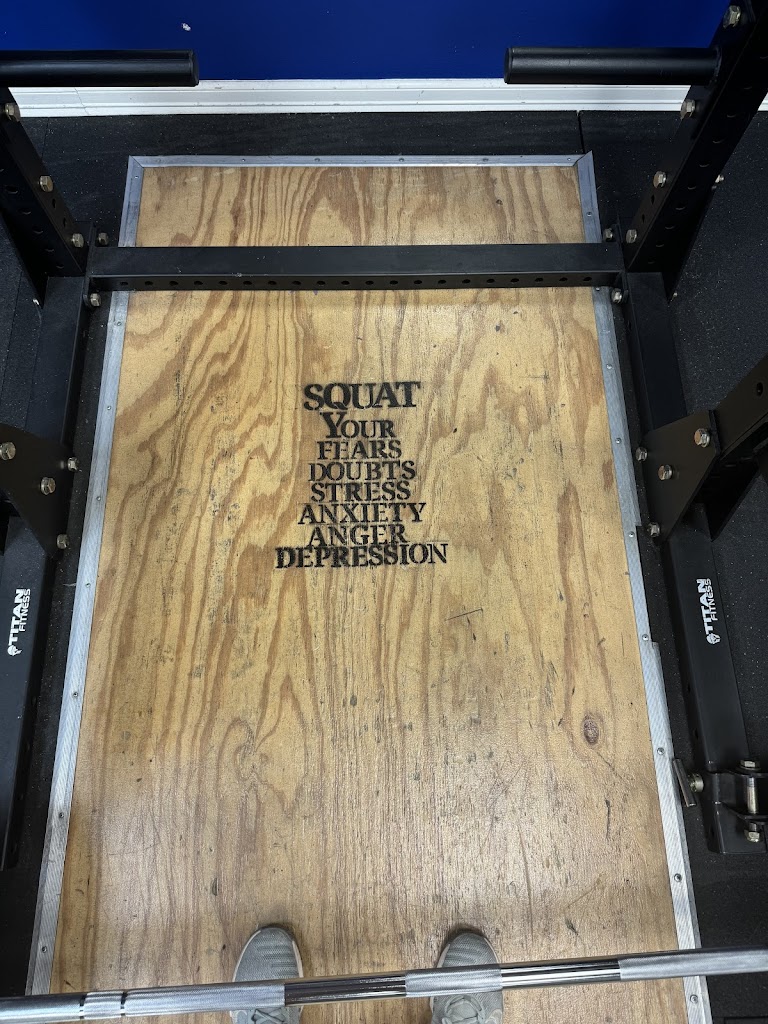 SQUAT
YOUR
FEARS
DOUBTS
STRESS
ANXIETY
ANGER
DEPRESSION
TITAN
FITNESS
TITAN
FITNESS